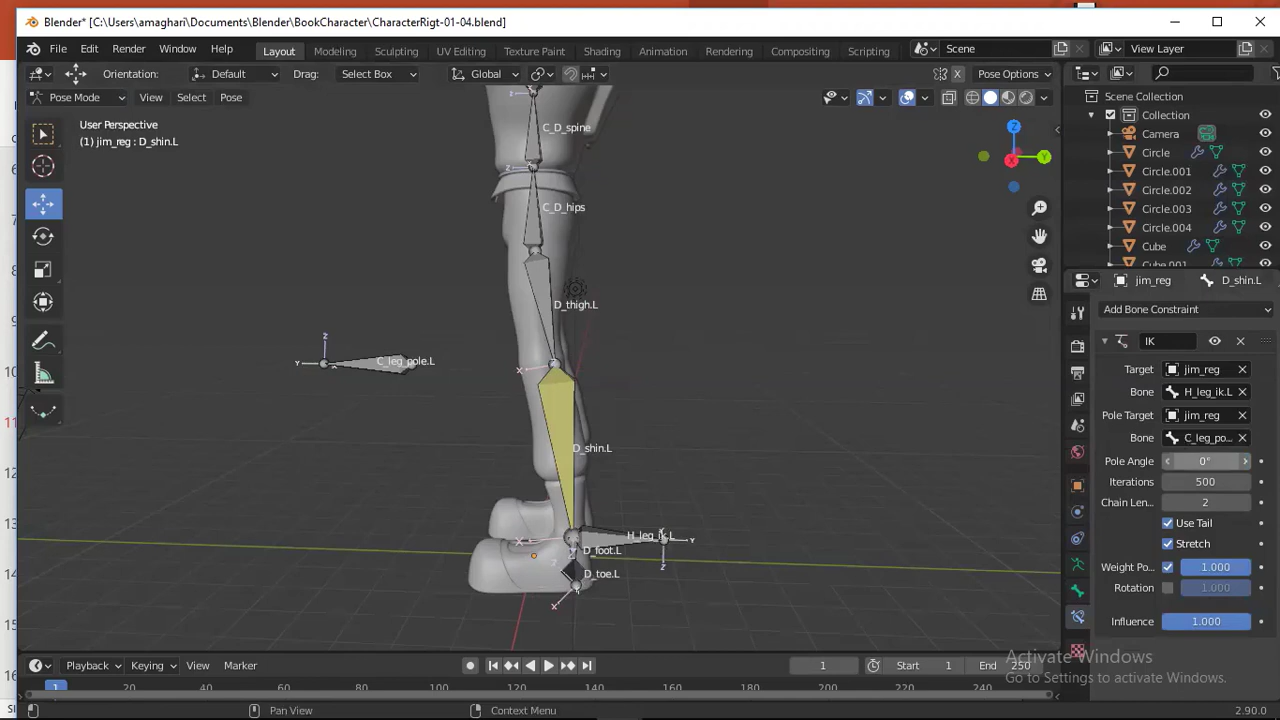 Blender* [C:\Users\amaghari\Documents\Blender\BookCharacter\CharacterRigt-01-04.blend]
File Edit Render Window Help Layout Modeling Sculpting UV Editing Texture Paint Shading Animation Rendering Compositing Scripting Scene View Layer
Orientation: Default Drag: Select Box Global X Pose Options
Pose Mode View Select Pose
User Perspective
(1) jim_reg : D_shin.L
Scene Collection
Collection
Camera
Circle
Circle.001
Circle.002
Circle.003
Circle.004
Cube
Cube.001
C_D_spine
C_D_hips
D_thigh.L
C_leg_pole.L
D_shin.L
H_leg_ik.L
D_foot.L
D_toe.L
Z
Y
X
jim_reg D_shin.L
Add Bone Constraint
IK
Target jim_reg
Bone H_leg_ik.L
Pole Target jim_reg
Bone C_leg_po...
Pole Angle 0°
Iterations 500
Chain Len... 2
Use Tail
Stretch
Weight Po... 1.000
Rotation 1.000
Influence 1.000
Activate Windows
Go to Settings to activate Windows.
Playback Keying View Marker 1 Start 1 End 250
1 20 40 60 80 100 120 140 160 180 200 220 240
Pan View Context Menu 2.90.0